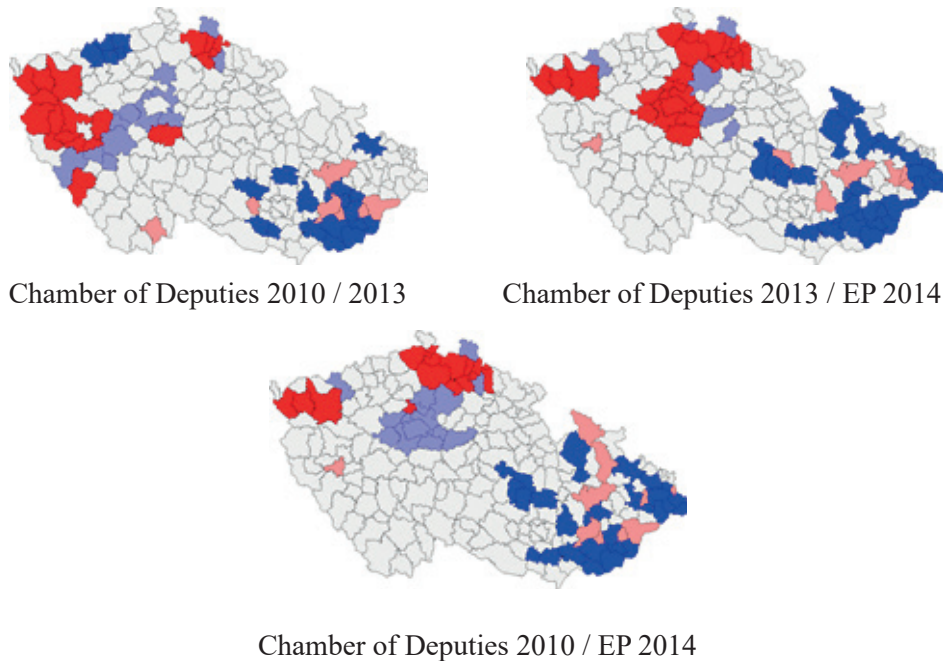 Chamber of Deputies 2010 / 2013
Chamber of Deputies 2013 / EP 2014
Chamber of Deputies 2010 / EP 2014